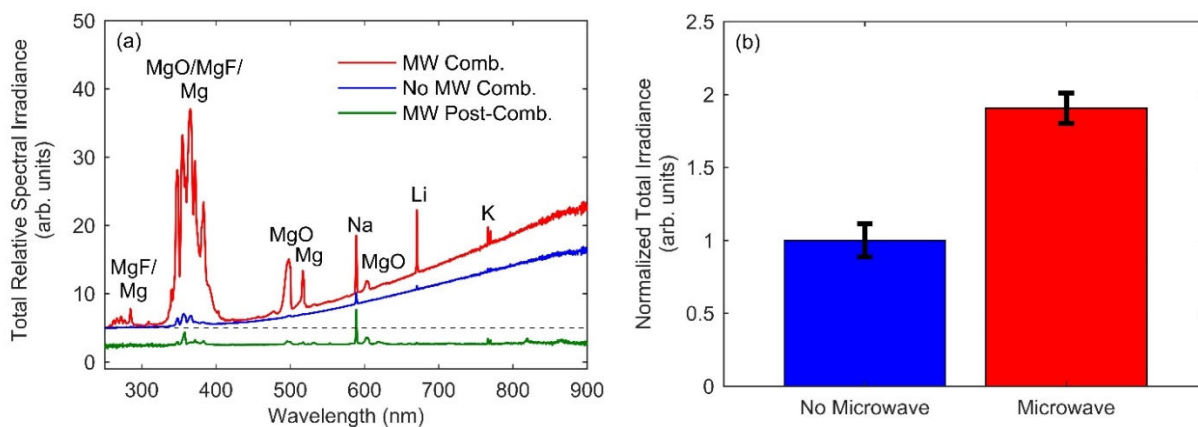 (a)
50
40
30
20
10
0
Total Relative Spectral Irradiance
(arb. units)
MgO/MgF/
Mg
MW Comb.
No MW Comb.
MW Post-Comb.
MgF/
Mg
MgO
Mg
Na
MgO
Li
K
300 400 500 600 700 800 900
Wavelength (nm)
(b)
2.5
2
1.5
1
0.5
0
Normalized Total Irradiance
(arb. units)
No Microwave Microwave